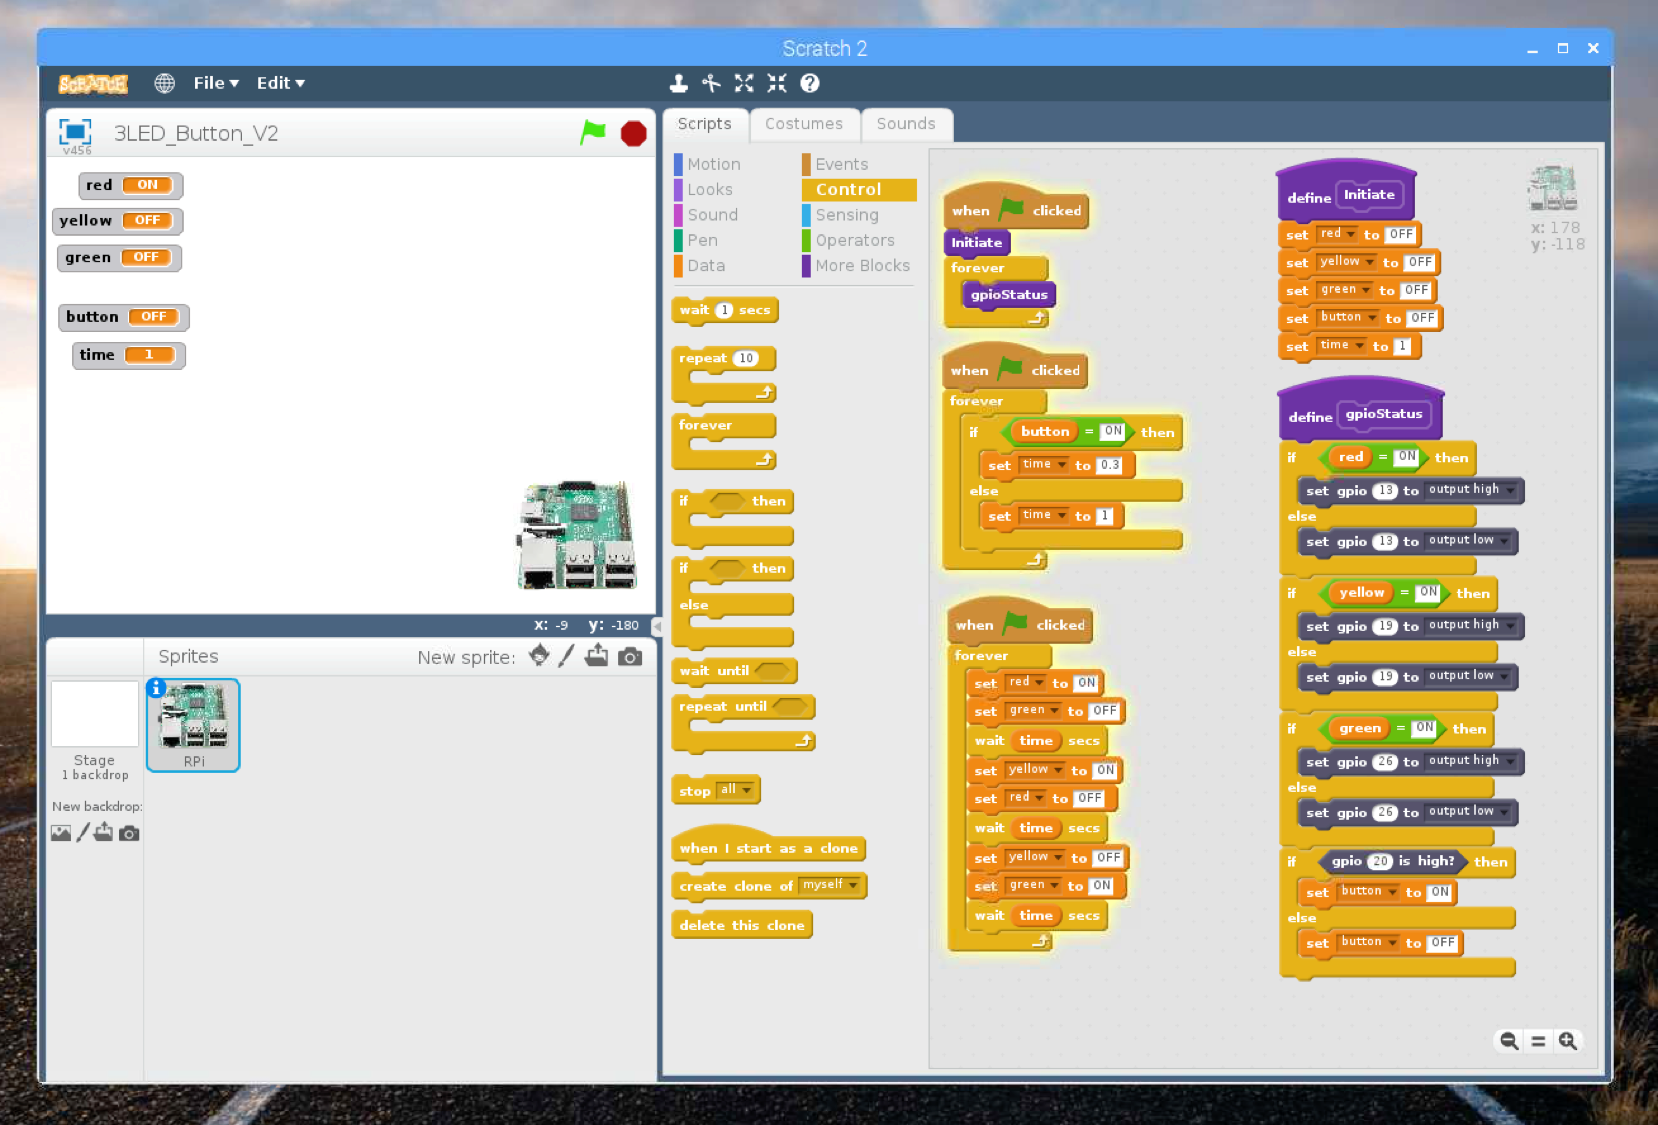 Scratch 2
SCRATCH
File ▾ Edit ▾
3LED_Button_V2
v456
red ON
yellow OFF
green OFF
button OFF
time 1
x: -9 y: -180
Sprites
New sprite:
Stage
1 backdrop
New backdrop:
RPi
Scripts Costumes Sounds
Motion Events
Looks Control
Sound Sensing
Pen Operators
Data More Blocks
wait 1 secs
repeat 10
forever
if then
if then
else
wait until
repeat until
stop all
when I start as a clone
create clone of myself
delete this clone
when clicked
Initiate
forever
gpioStatus
when clicked
forever
if button = ON then
set time to 0.3
else
set time to 1
when clicked
forever
set red to ON
set green to OFF
wait time secs
set yellow to ON
set red to OFF
wait time secs
set yellow to OFF
set green to ON
wait time secs
define Initiate
set red to OFF
set yellow to OFF
set green to OFF
set button to OFF
set time to 1
define gpioStatus
if red = ON then
set gpio 13 to output high
else
set gpio 13 to output low
if yellow = ON then
set gpio 19 to output high
else
set gpio 19 to output low
if green = ON then
set gpio 26 to output high
else
set gpio 26 to output low
if gpio 20 is high? then
set button to ON
else
set button to OFF
x: 178
y: -118